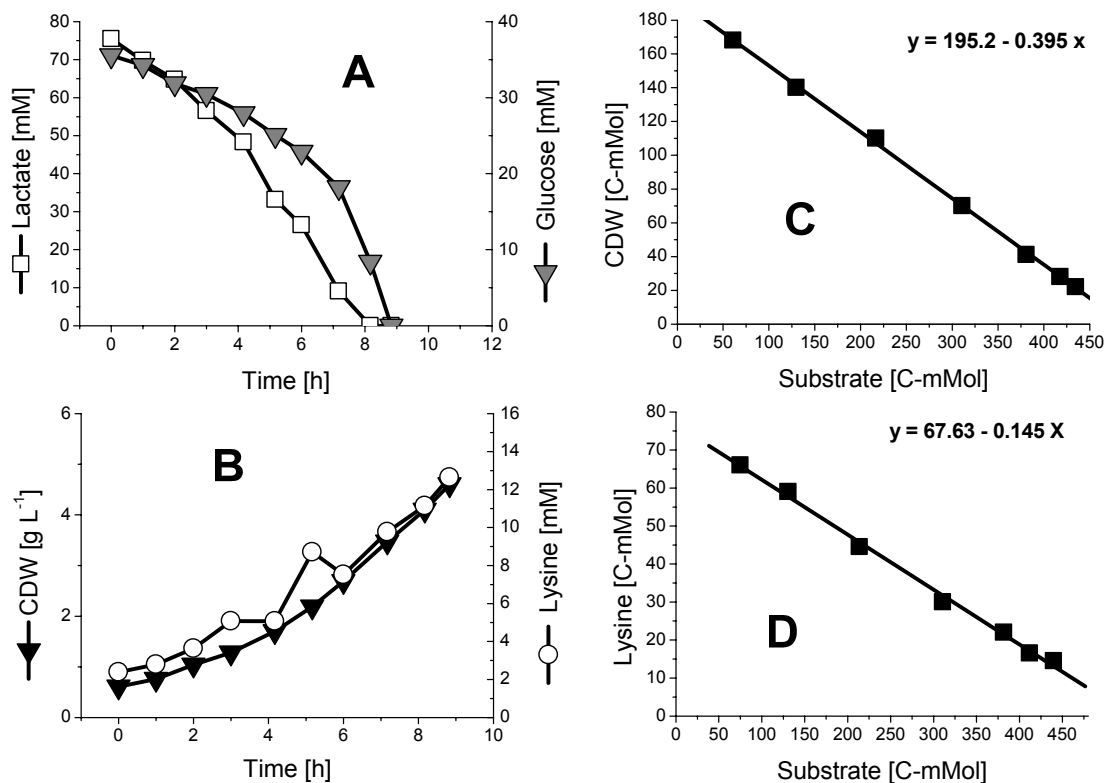 A
Lactate [mM]
80
70
60
50
40
30
20
10
0
40
30
20
10
0
Glucose [mM]
0 2 4 6 8 10 12
Time [h]
C
y = 195.2 - 0.395 x
CDW [C-mMol]
180
160
140
120
100
80
60
40
20
0
0 50 100 150 200 250 300 350 400 450
Substrate [C-mMol]
B
CDW [g L⁻¹]
6
4
2
0
16
14
12
10
8
6
4
2
0
Lysine [mM]
0 2 4 6 8 10
Time [h]
D
y = 67.63 - 0.145 X
Lysine [C-mMol]
80
70
60
50
40
30
20
10
0
0 50 100 150 200 250 300 350 400 450
Substrate [C-mMol]